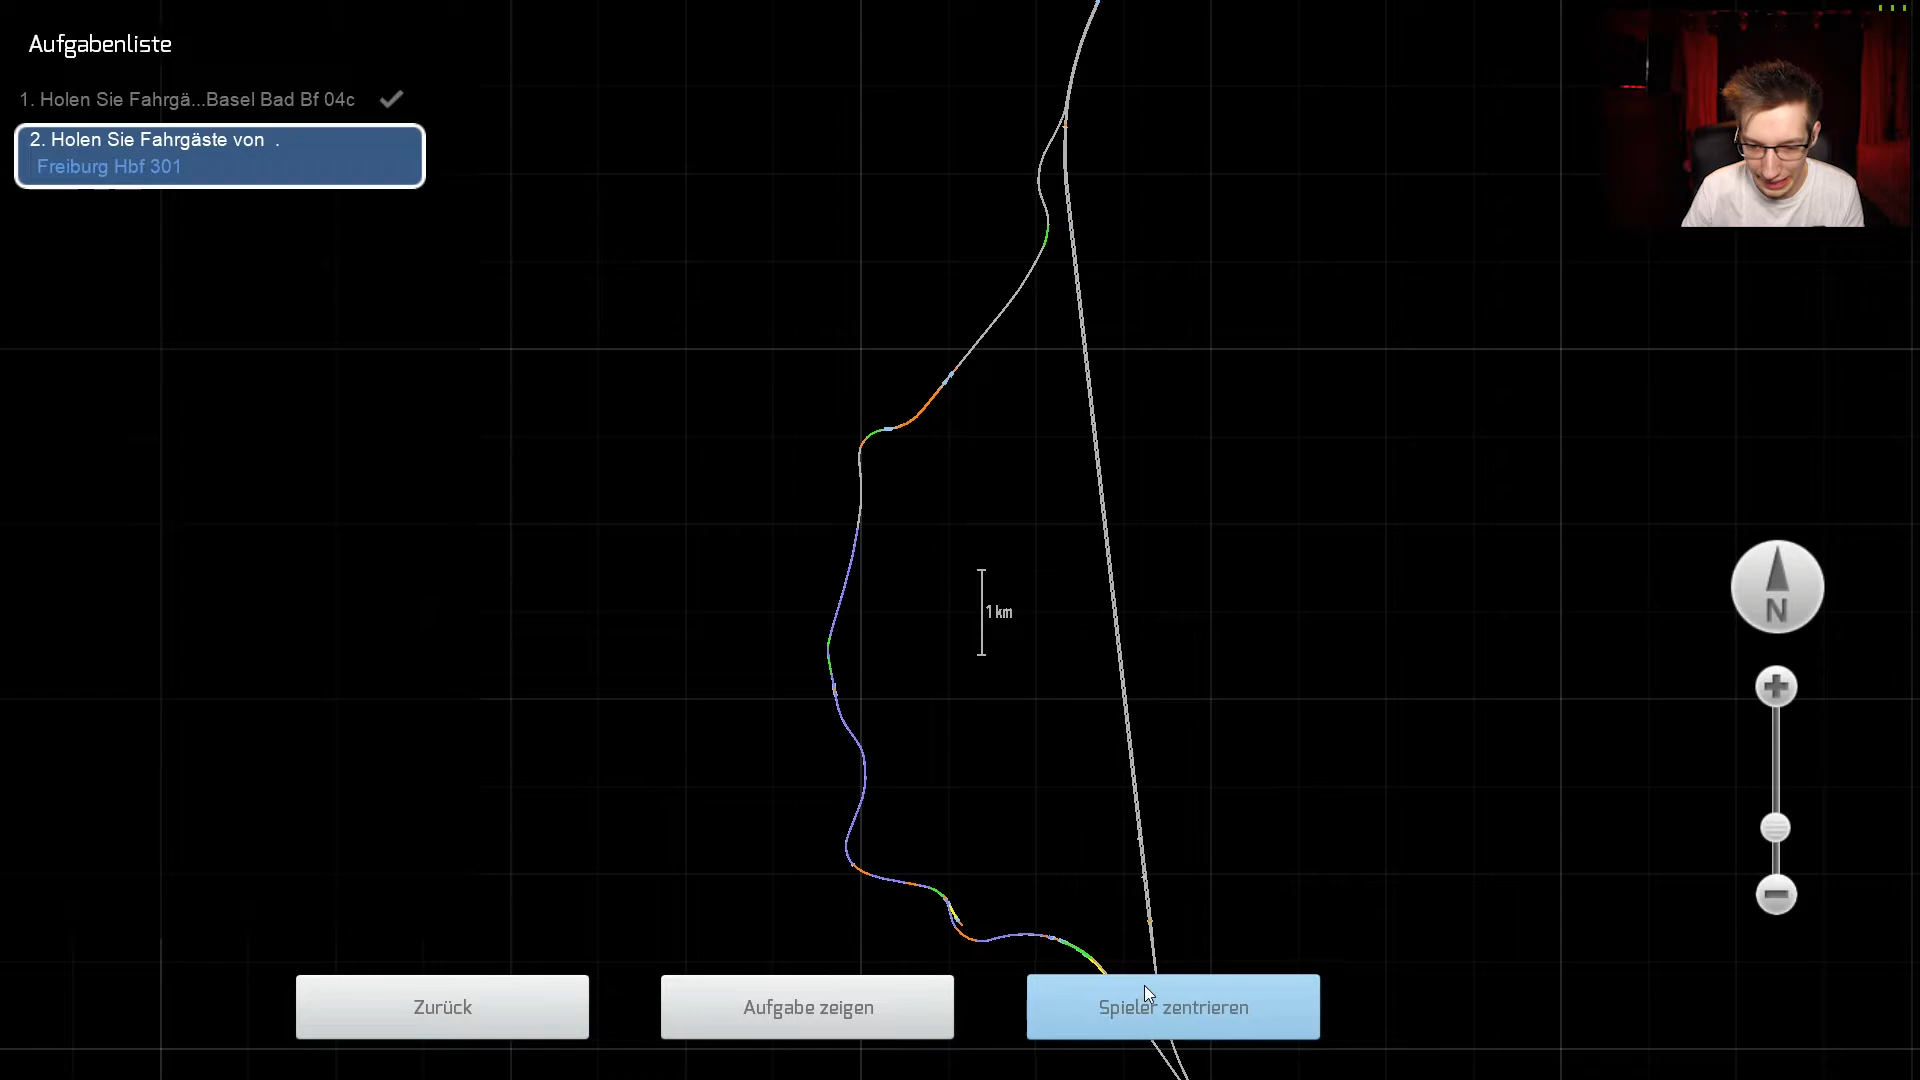 Aufgabenliste
1. Holen Sie Fahrgä...Basel Bad Bf 04c
2. Holen Sie Fahrgäste von .
Freiburg Hbf 301
1 km
N
Zurück
Aufgabe zeigen
Spieler zentrieren